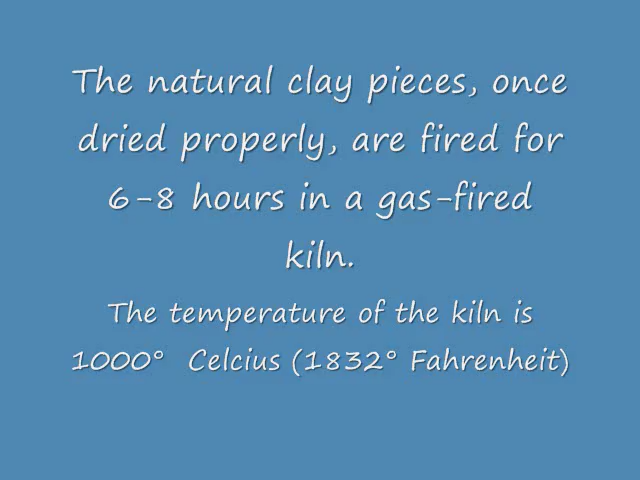 The natural clay pieces, once
dried properly, are fired for
6-8 hours in a gas-fired
kiln.
The temperature of the kiln is
1000°  Celcius (1832° Fahrenheit)